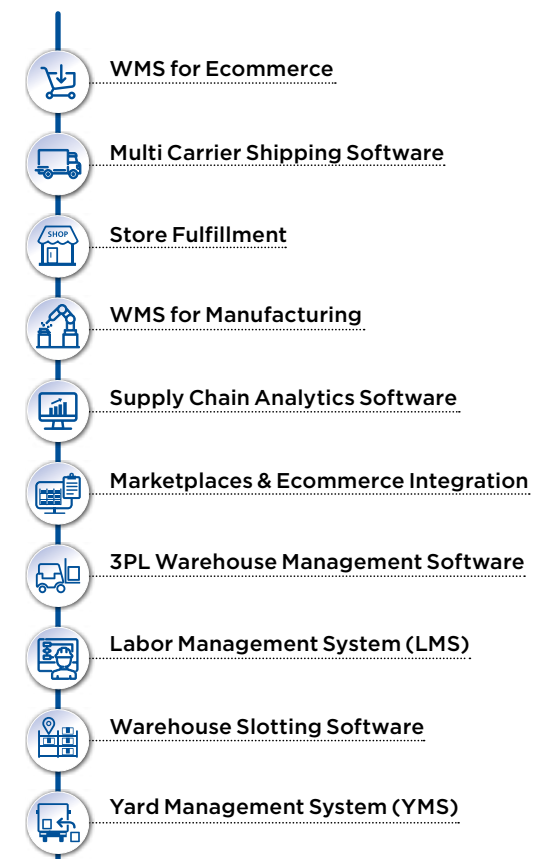 WMS for Ecommerce
Multi Carrier Shipping Software
SHOP
Store Fulfillment
WMS for Manufacturing
Supply Chain Analytics Software
Marketplaces & Ecommerce Integration
3PL Warehouse Management Software
Labor Management System (LMS)
Warehouse Slotting Software
Yard Management System (YMS)